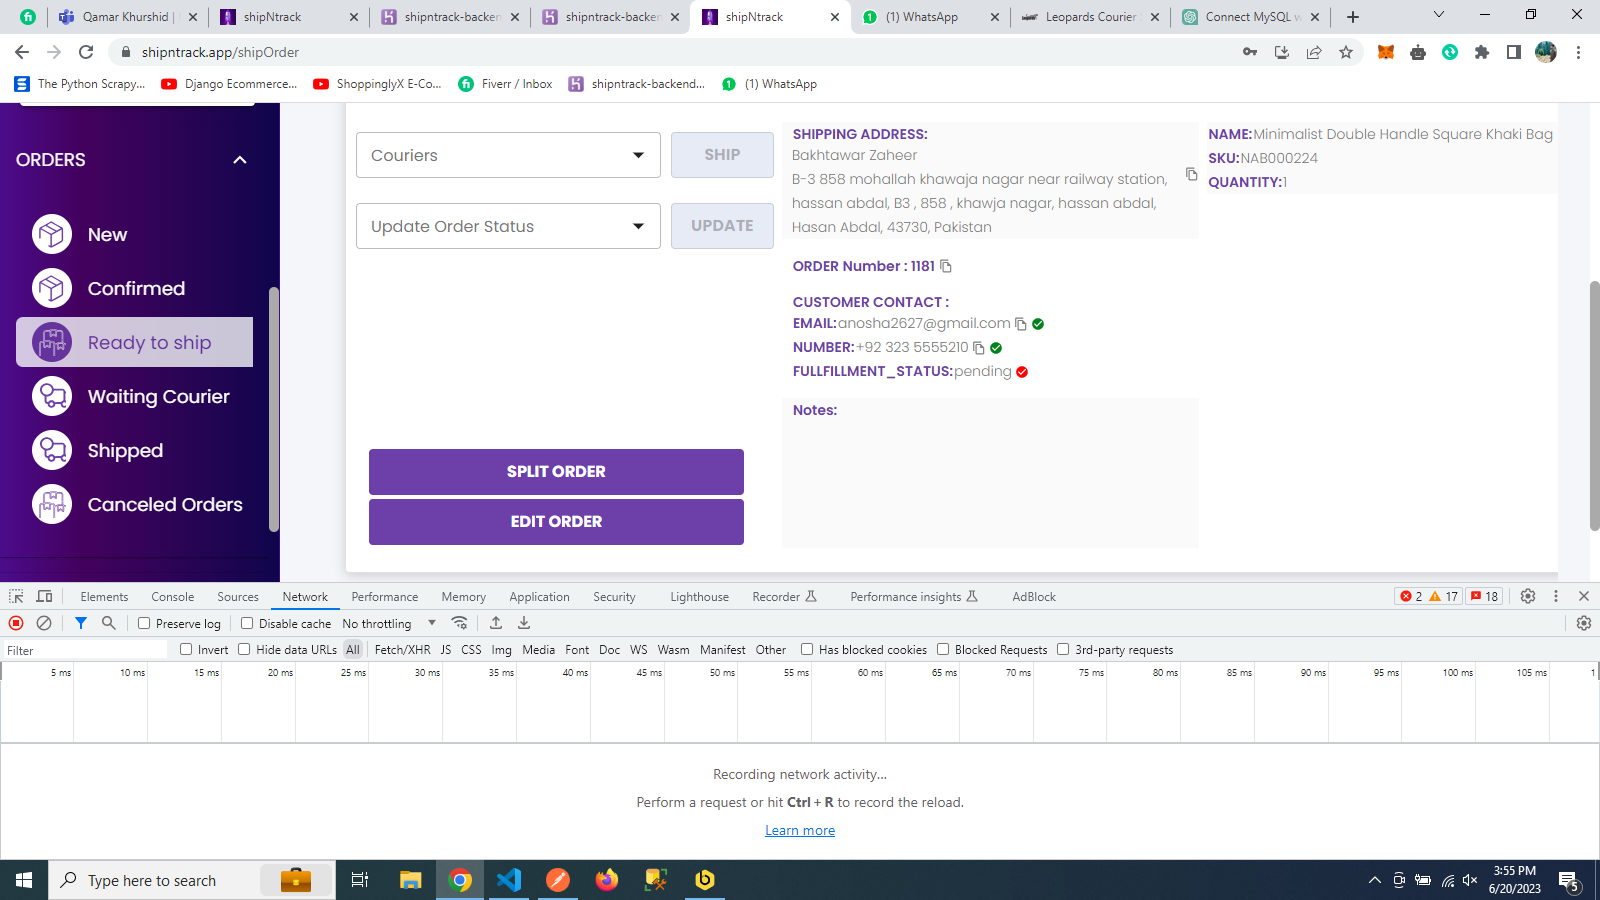 Qamar Khurshid |
shipNtrack
shipntrack-backen
shipntrack-backen
shipNtrack
(1) WhatsApp
Leopards Courier
Connect MySQL w
shipntrack.app/shipOrder
The Python Scrapy...
Django Ecommerce...
ShoppinglyX E-Co...
Fiverr / Inbox
shipntrack-backend...
(1) WhatsApp
ORDERS
New
Confirmed
Ready to ship
Waiting Courier
Shipped
Canceled Orders
Couriers
SHIP
Update Order Status
UPDATE
SPLIT ORDER
EDIT ORDER
SHIPPING ADDRESS:
Bakhtawar Zaheer
B-3 858 mohallah khawaja nagar near railway station,
hassan abdal, B3 , 858 , khawja nagar, hassan abdal,
Hasan Abdal, 43730, Pakistan
ORDER Number : 1181
CUSTOMER CONTACT :
EMAIL:anosha2627@gmail.com
NUMBER:+92 323 5555210
FULLFILLMENT_STATUS:pending
Notes:
NAME:Minimalist Double Handle Square Khaki Bag
SKU:NAB000224
QUANTITY:1
Elements Console Sources Network Performance Memory Application Security Lighthouse Recorder Performance insights AdBlock 2 17 18
Preserve log Disable cache No throttling
Filter Invert Hide data URLs All Fetch/XHR JS CSS Img Media Font Doc WS Wasm Manifest Other Has blocked cookies Blocked Requests 3rd-party requests
5 ms 10 ms 15 ms 20 ms 25 ms 30 ms 35 ms 40 ms 45 ms 50 ms 55 ms 60 ms 65 ms 70 ms 75 ms 80 ms 85 ms 90 ms 95 ms 100 ms 105 ms 1
Recording network activity...
Perform a request or hit Ctrl + R to record the reload.
Learn more
Type here to search
3:55 PM
6/20/2023
5